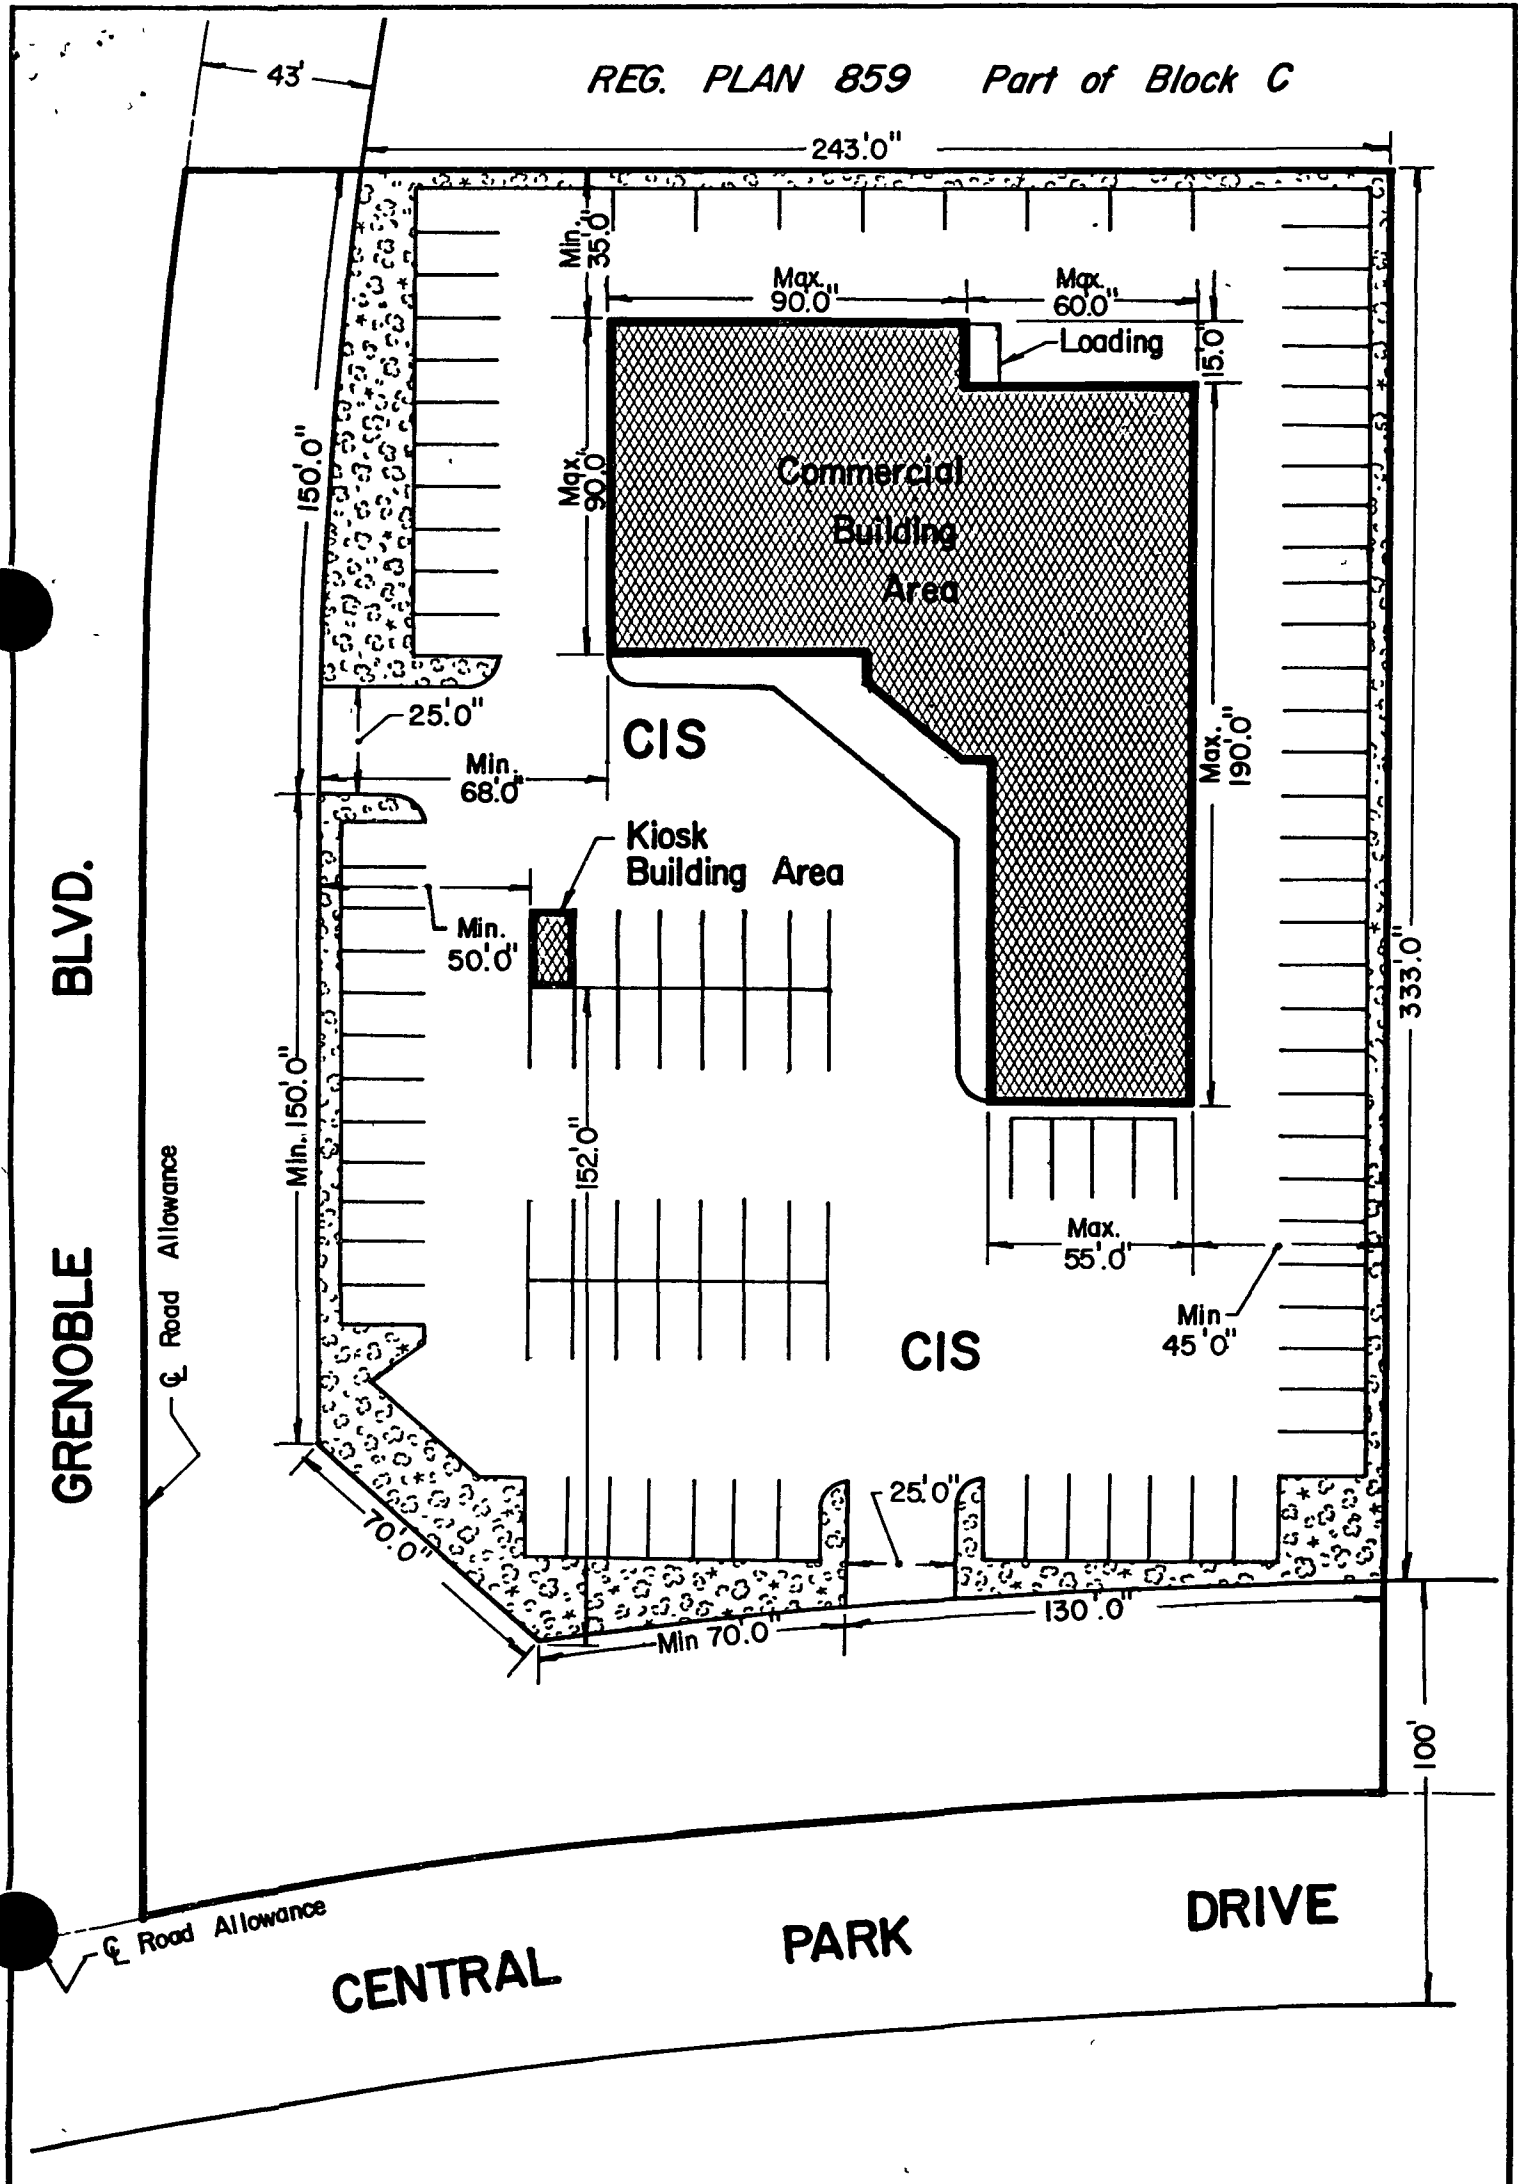 43'
REG. PLAN 859 Part of Block C
243'.0"
Min.
35'.0"
Max.
90'.0"
Max.
60'.0"
Loading
15'.0"
150'.0"
Max.
90'.0"
Commercial
Building
Area
25'.0"
CIS
Min.
68'.0"
Max.
190'.0"
Kiosk
Building Area
Min.
50'.0"
333'.0"
GRENOBLE BLVD.
℄ Road Allowance
Min. 150'.0"
152'.0"
Max.
55'.0"
Min
45'0"
CIS
25'.0"
70'.0"
Min 70'.0"
130'.0"
100'
℄ Road Allowance
CENTRAL PARK DRIVE